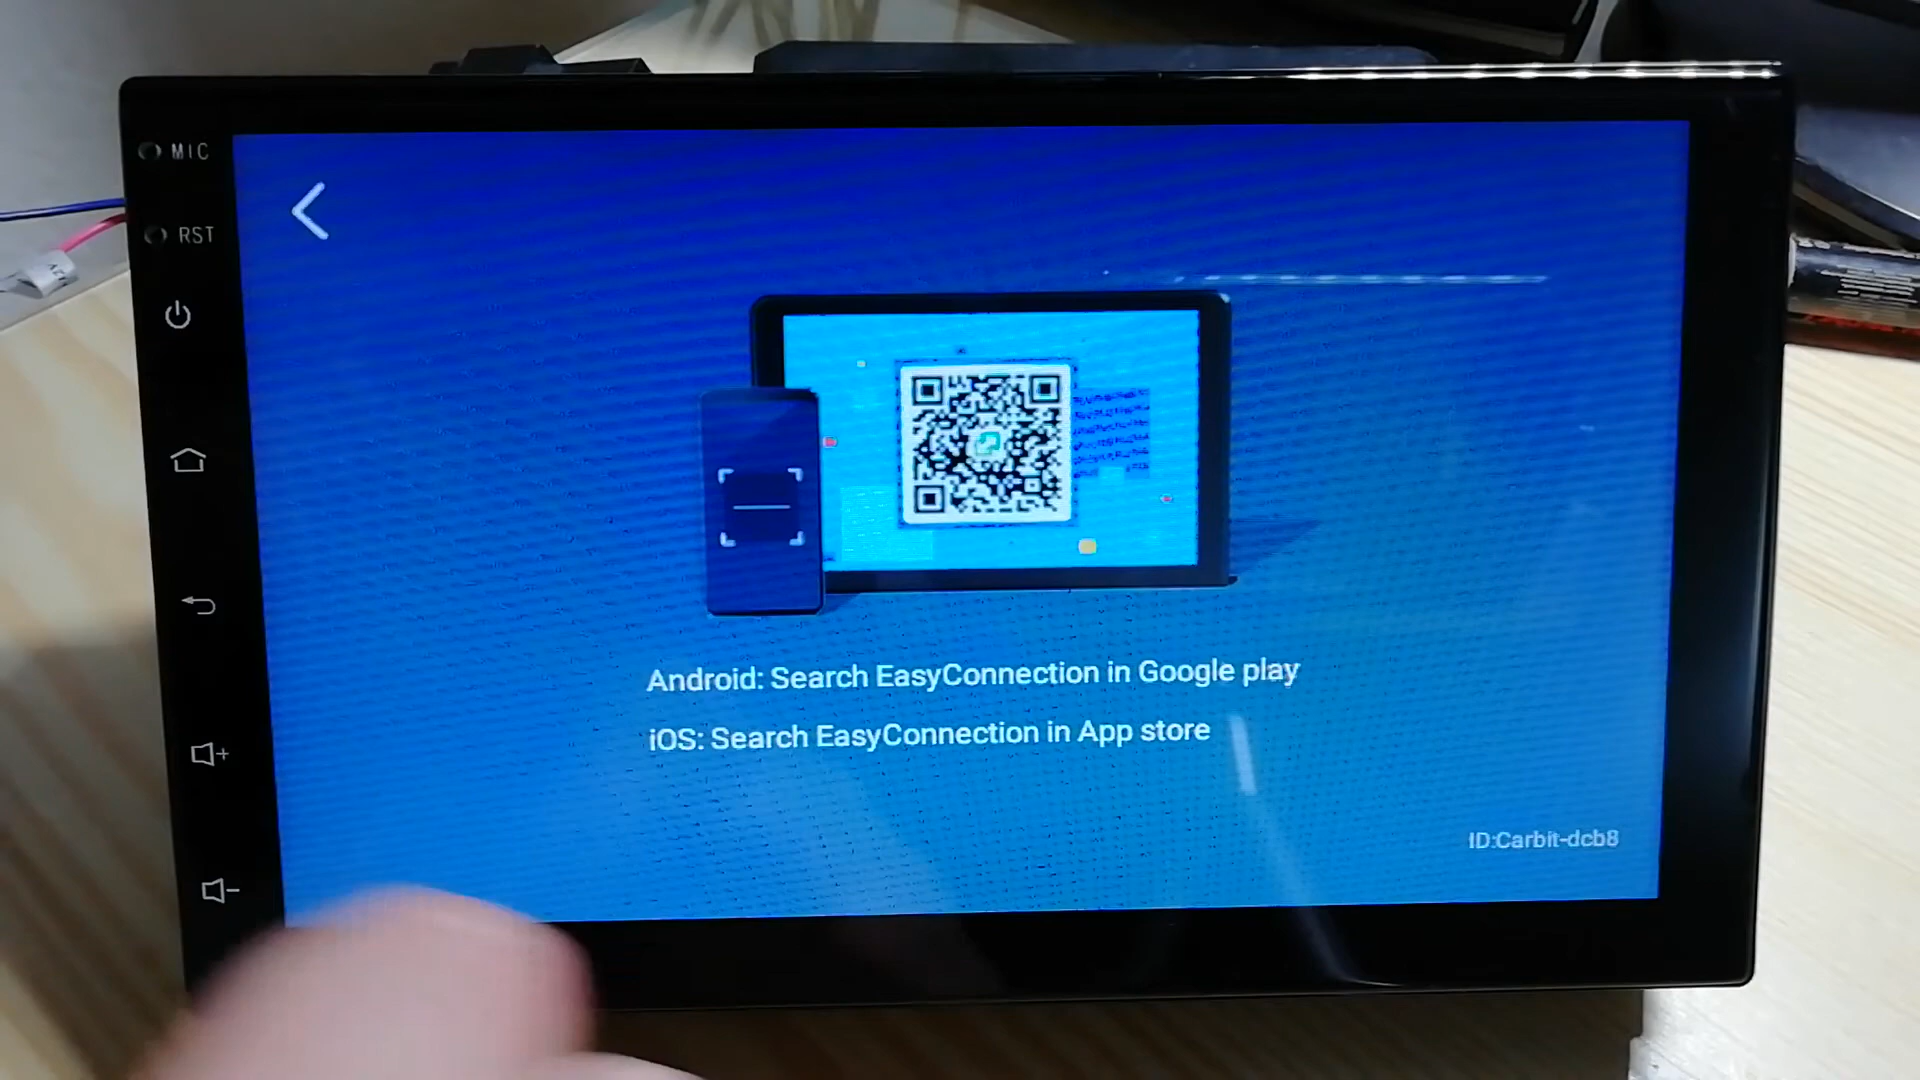 MIC
RST
Android: Search EasyConnection in Google play
iOS: Search EasyConnection in App store
ID:Carbit-dcb8